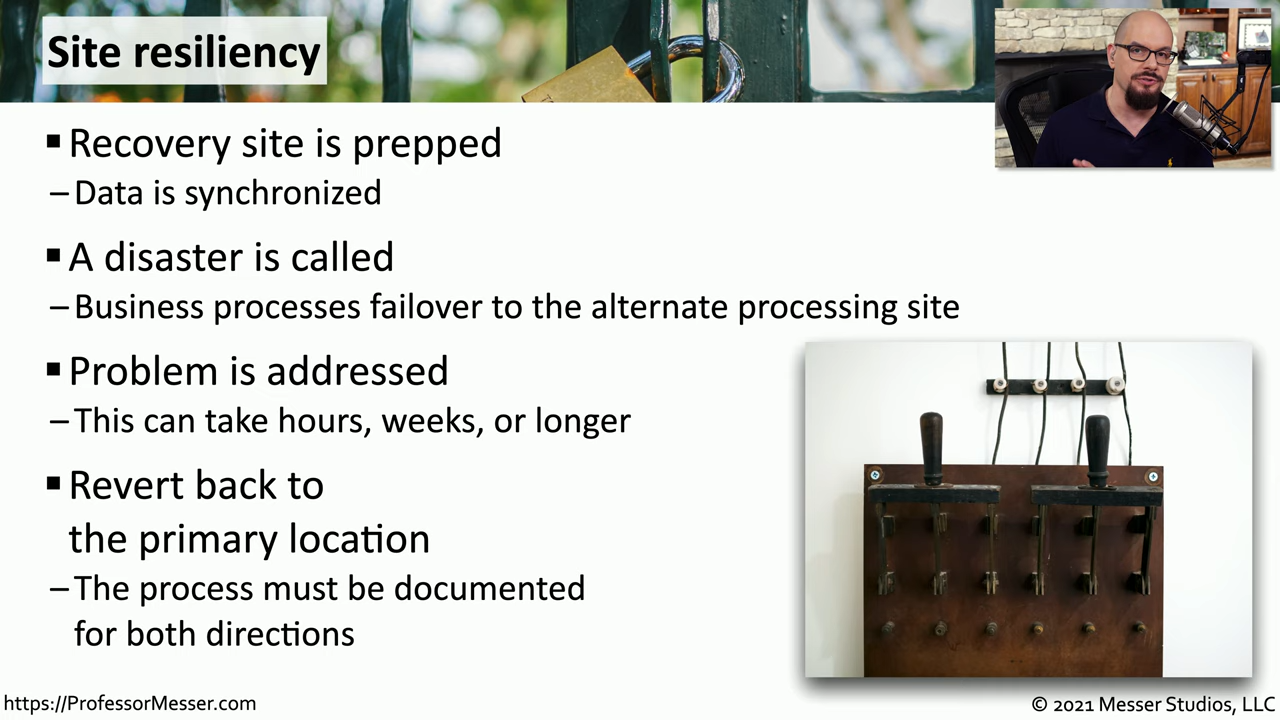 Site resiliency
▪ Recovery site is prepped
– Data is synchronized
▪ A disaster is called
– Business processes failover to the alternate processing site
▪ Problem is addressed
– This can take hours, weeks, or longer
▪ Revert back to
the primary location
– The process must be documented
for both directions
https://ProfessorMesser.com
© 2021 Messer Studios, LLC